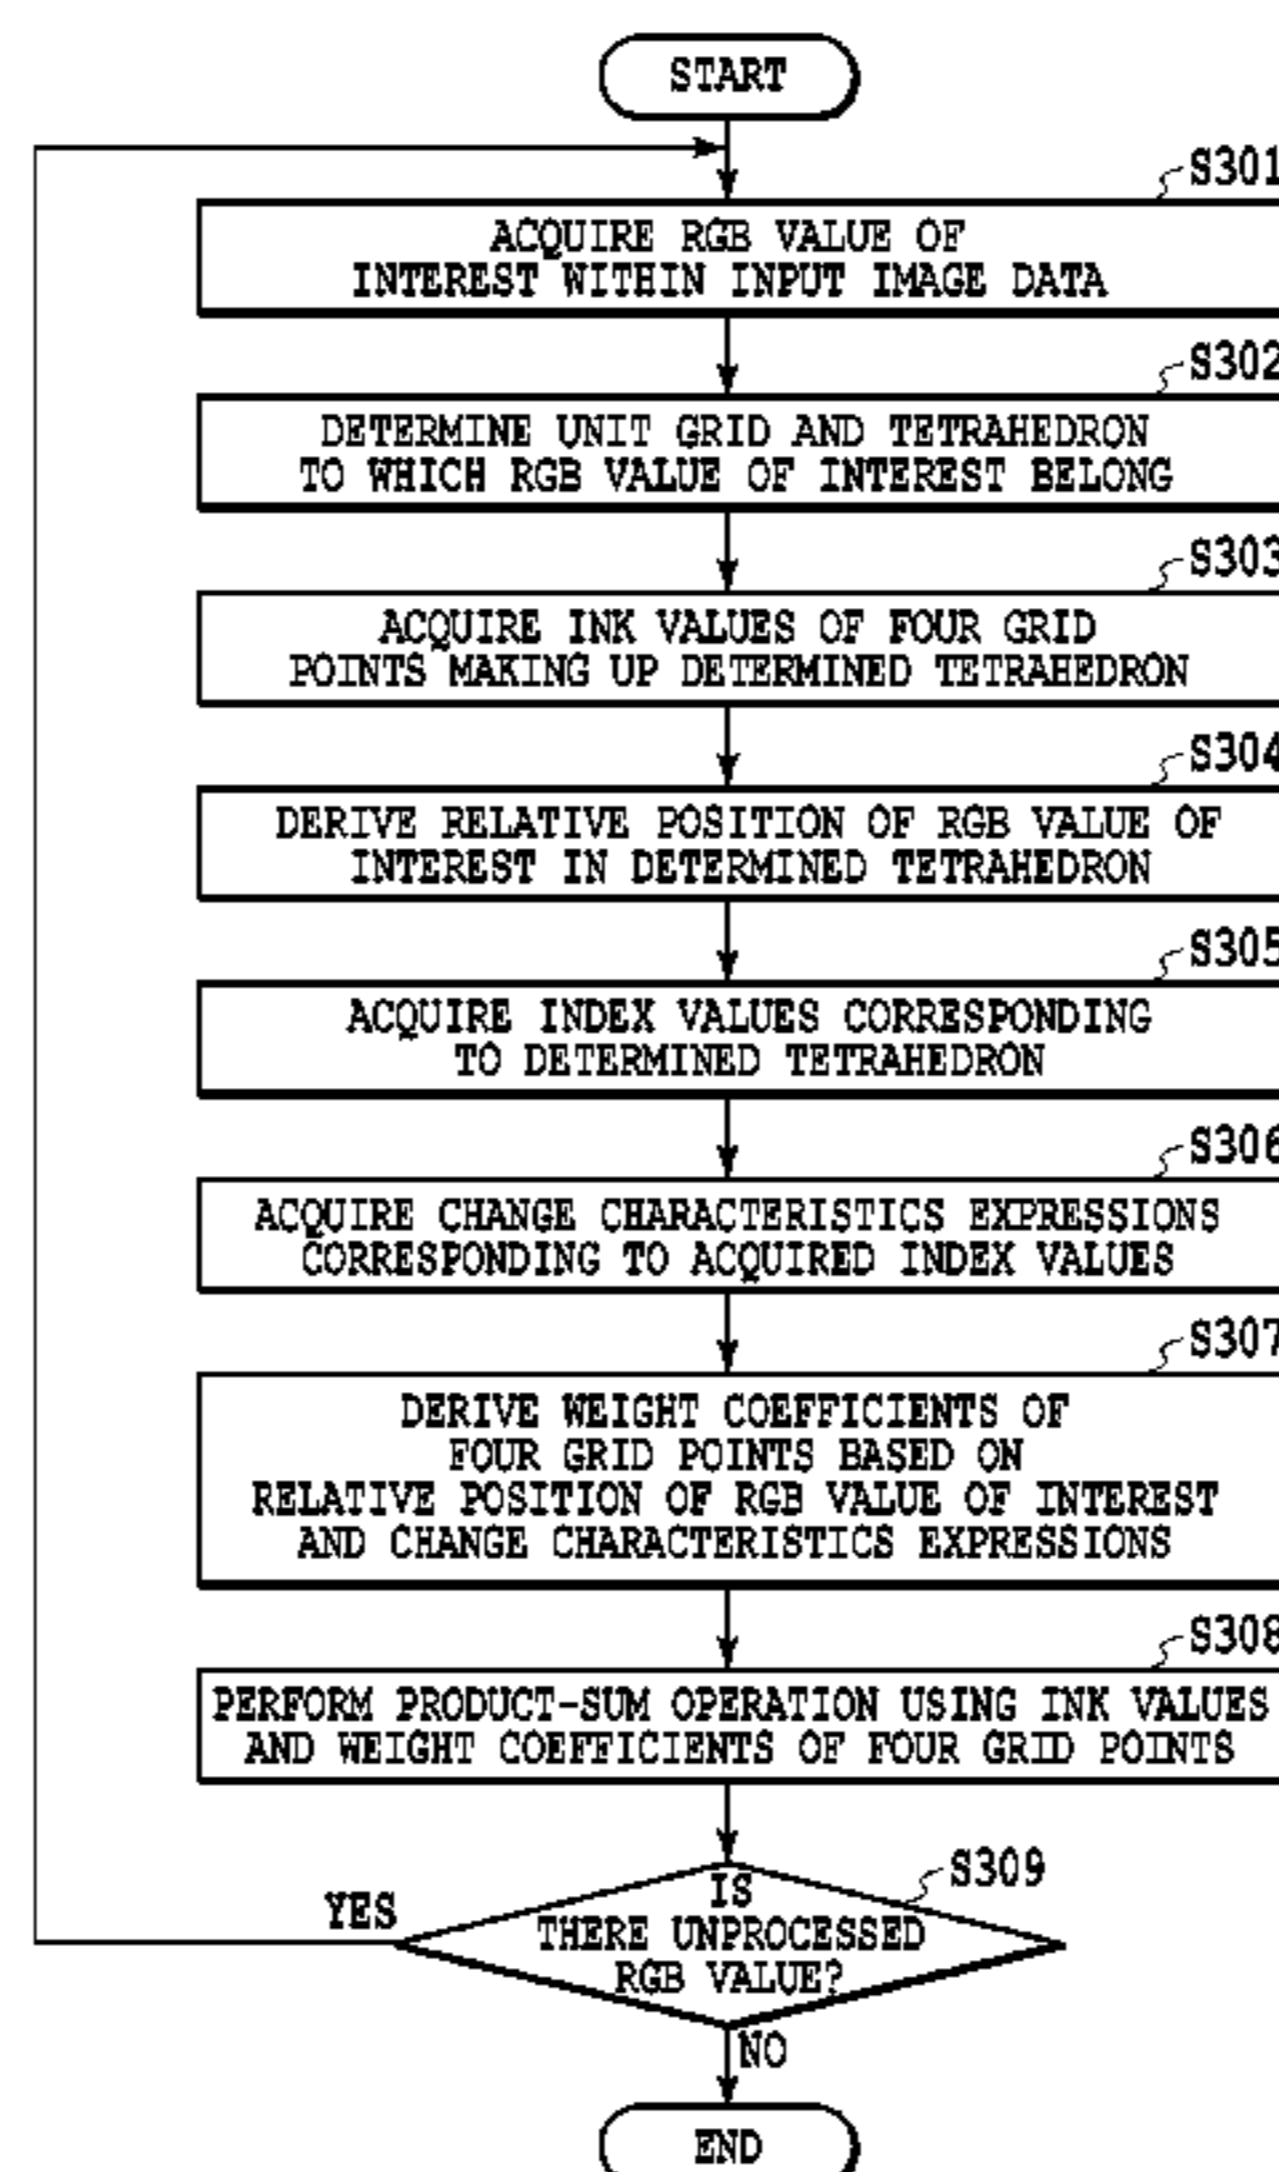 START
S301
ACQUIRE RGB VALUE OF
INTEREST WITHIN INPUT IMAGE DATA
S302
DETERMINE UNIT GRID AND TETRAHEDRON
TO WHICH RGB VALUE OF INTEREST BELONG
S303
ACQUIRE INK VALUES OF FOUR GRID
POINTS MAKING UP DETERMINED TETRAHEDRON
S304
DERIVE RELATIVE POSITION OF RGB VALUE OF
INTEREST IN DETERMINED TETRAHEDRON
S305
ACQUIRE INDEX VALUES CORRESPONDING
TO DETERMINED TETRAHEDRON
S306
ACQUIRE CHANGE CHARACTERISTICS EXPRESSIONS
CORRESPONDING TO ACQUIRED INDEX VALUES
S307
DERIVE WEIGHT COEFFICIENTS OF
FOUR GRID POINTS BASED ON
RELATIVE POSITION OF RGB VALUE OF INTEREST
AND CHANGE CHARACTERISTICS EXPRESSIONS
S308
PERFORM PRODUCT-SUM OPERATION USING INK VALUES
AND WEIGHT COEFFICIENTS OF FOUR GRID POINTS
S309
IS
THERE UNPROCESSED
RGB VALUE?
YES
NO
END